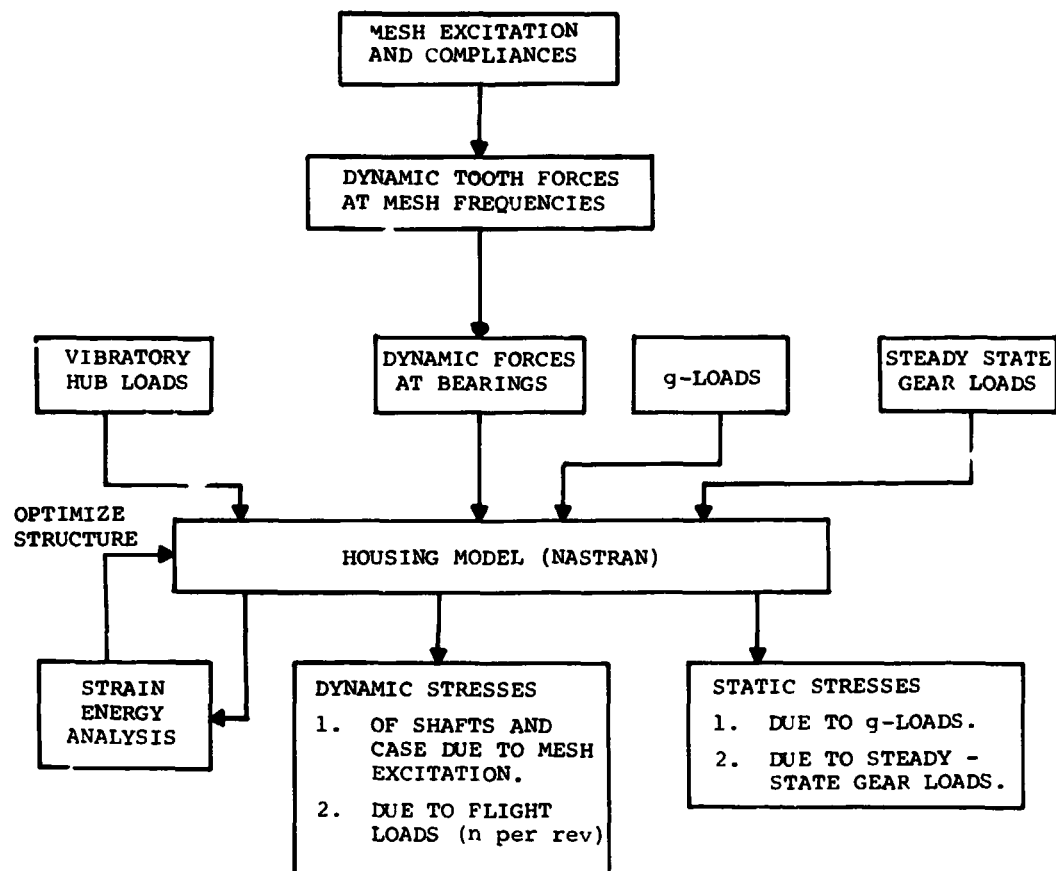 MESH EXCITATION
AND COMPLIANCES
DYNAMIC TOOTH FORCES
AT MESH FREQUENCIES
VIBRATORY
HUB LOADS
DYNAMIC FORCES
AT BEARINGS
g-LOADS
STEADY STATE
GEAR LOADS
OPTIMIZE
STRUCTURE
HOUSING MODEL (NASTRAN)
STRAIN
ENERGY
ANALYSIS
DYNAMIC STRESSES
1. OF SHAFTS AND
CASE DUE TO MESH
EXCITATION.
2. DUE TO FLIGHT
LOADS (n per rev)
STATIC STRESSES
1. DUE TO g-LOADS.
2. DUE TO STEADY -
STATE GEAR LOADS.